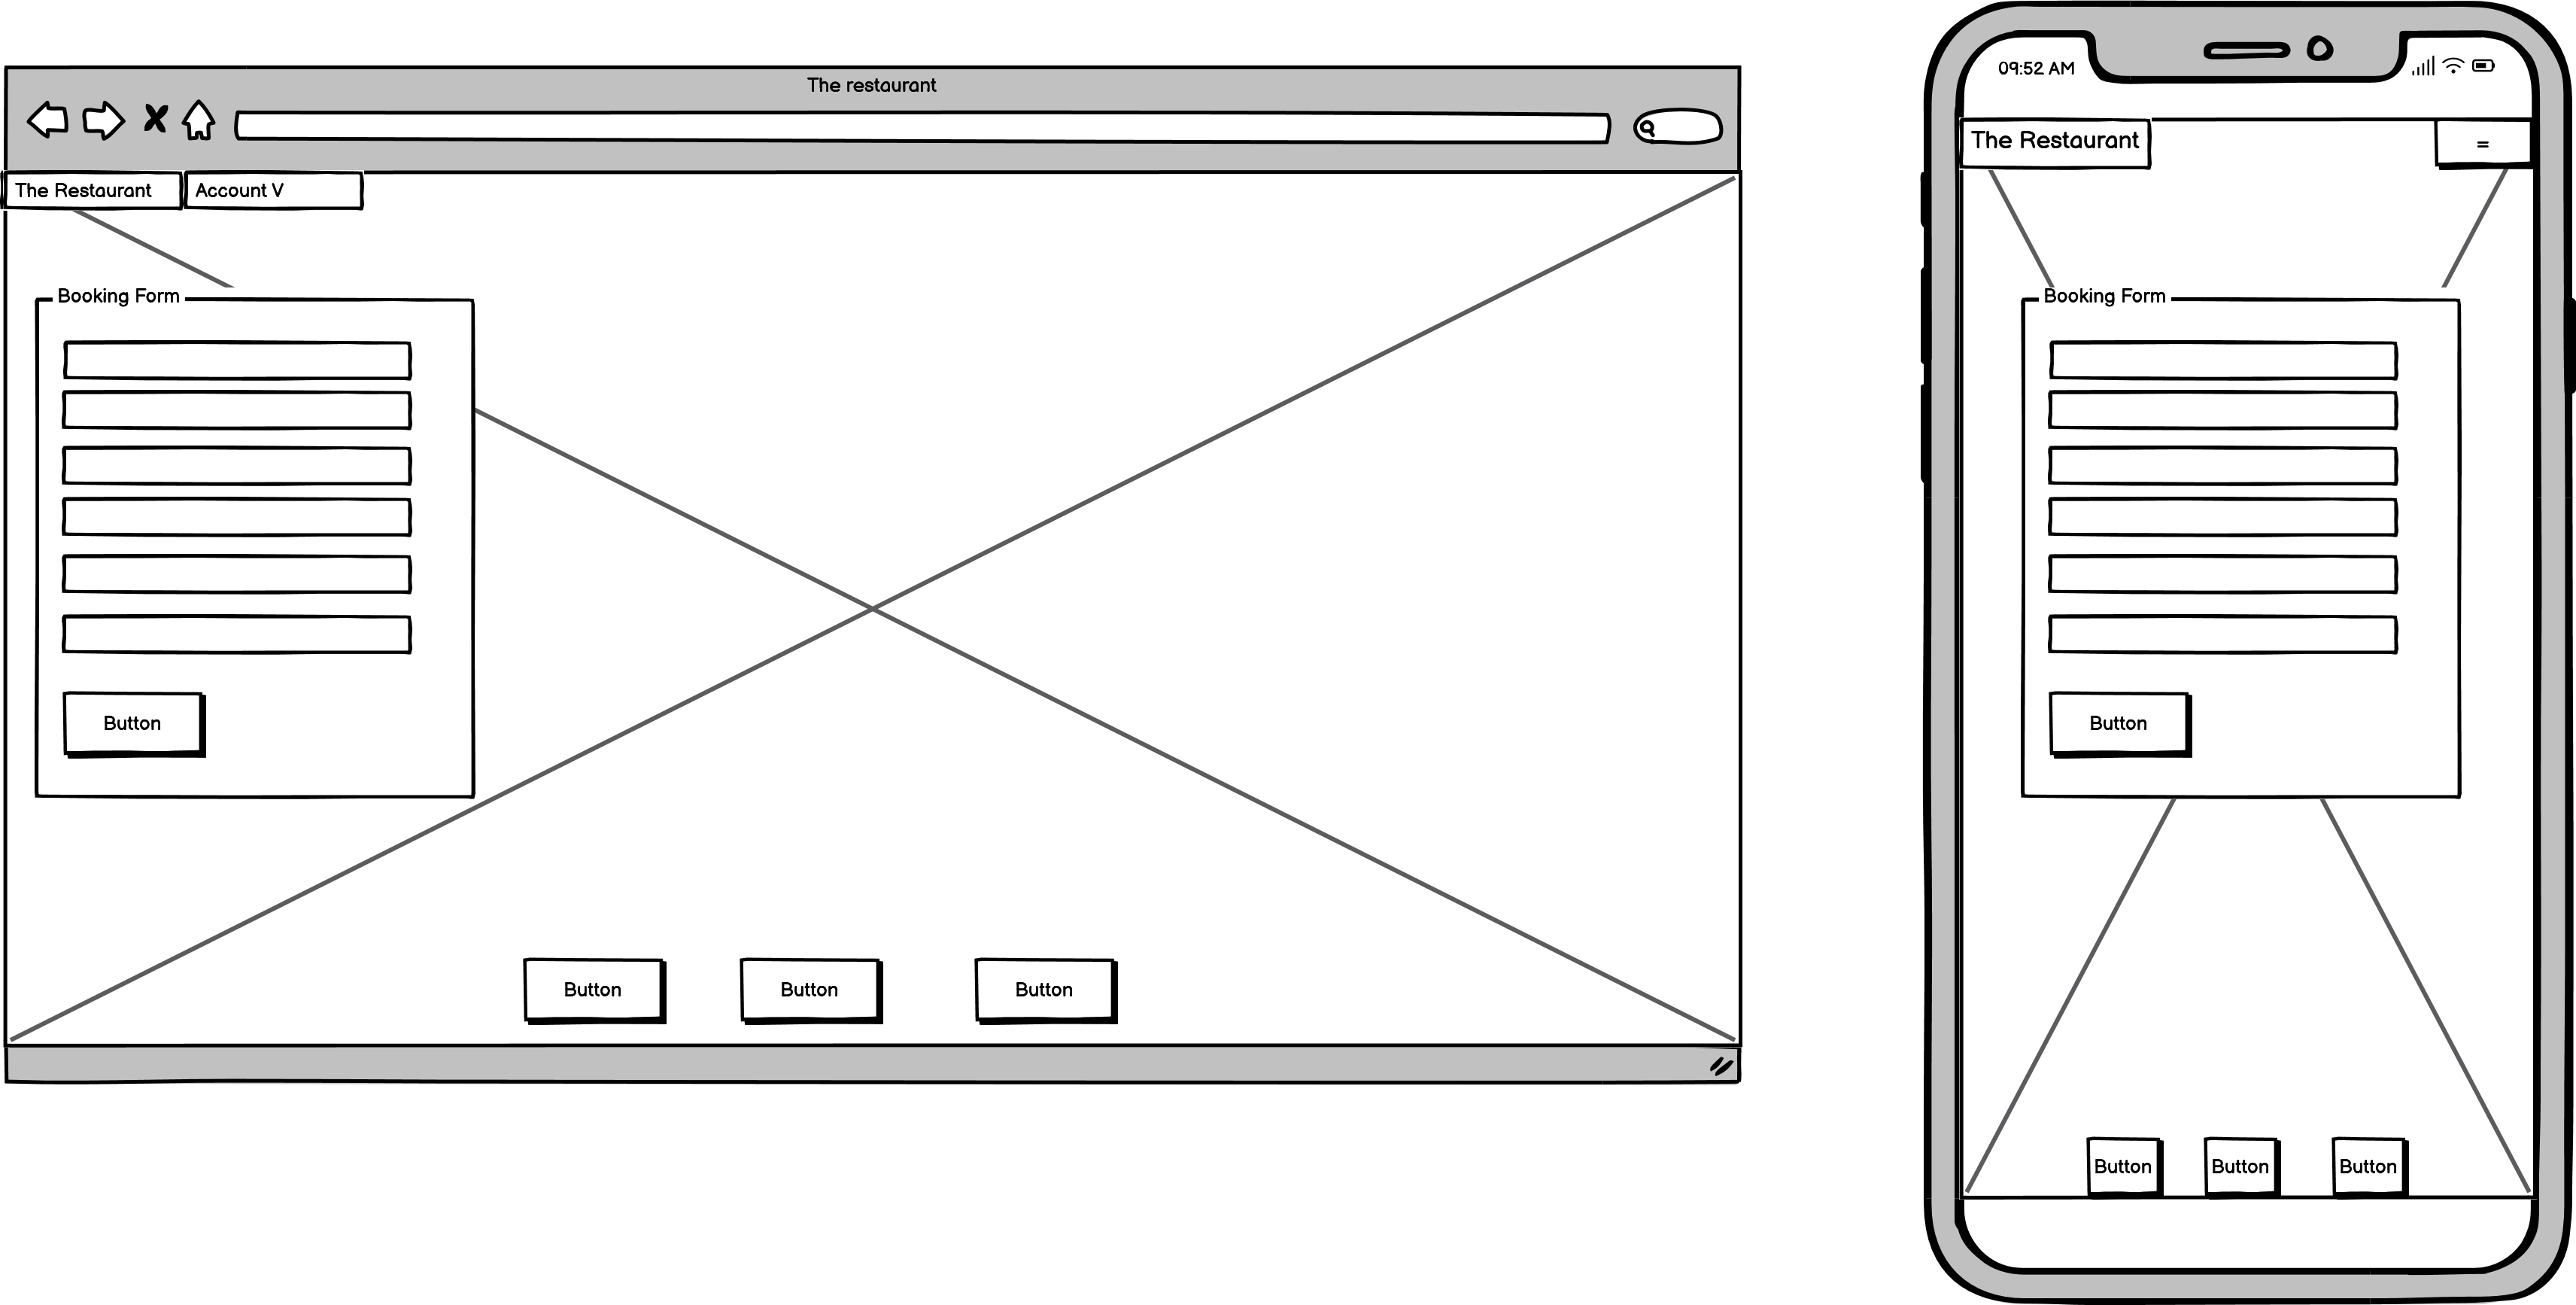 The restaurant
The Restaurant
Account V
Booking Form
Button
Button
Button
Button
09:52 AM
The Restaurant
=
Booking Form
Button
Button
Button
Button